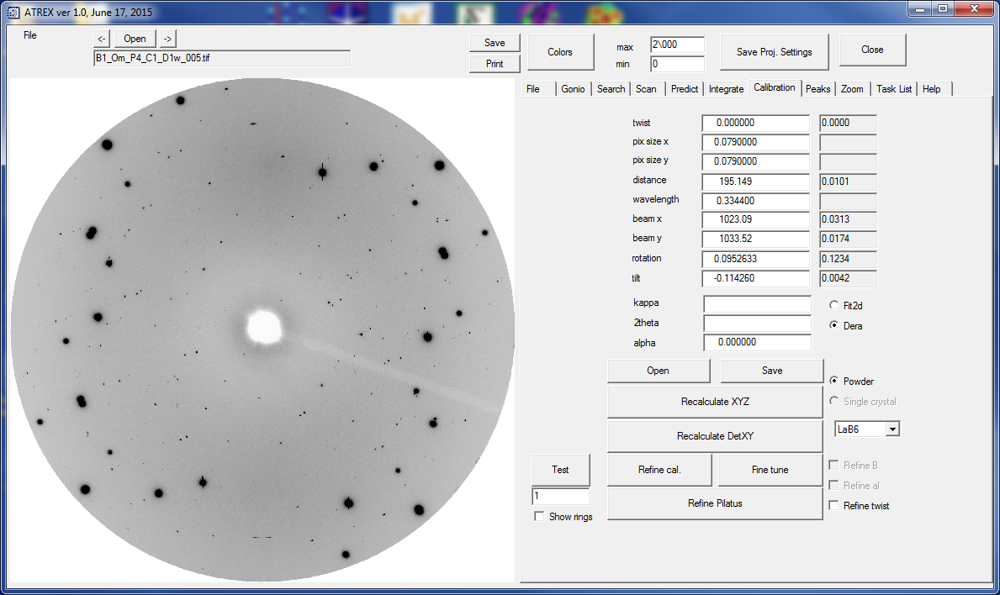 ATREX ver 1.0, June 17, 2015
File
<-
Open
->
B1_Om_P4_C1_D1w_005.tif
Save
Print
Colors
max 2\000
min 0
Save Proj. Settings
Close
File Gonio Search Scan Predict Integrate Calibration Peaks Zoom Task List Help
twist 0.000000 0.0000
pix size x 0.0790000
pix size y 0.0790000
distance 195.149 0.0101
wavelength 0.334400
beam x 1023.09 0.0313
beam y 1033.52 0.0174
rotation 0.0952633 0.1234
tilt -0.114260 0.0042
kappa
Fit2d
2theta
Dera
alpha 0.000000
Open Save
Powder
Recalculate XYZ
Single crystal
LaB6
Recalculate DetXY
Test
Refine cal.
Fine tune
Refine B
Refine al
1
Refine Pilatus
Refine twist
Show rings